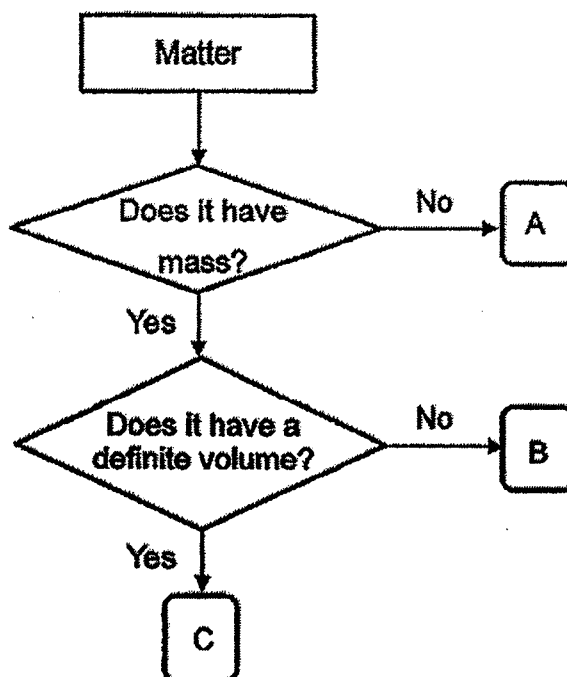 Matter
Does it have
mass?
No
A
Yes
Does it have a
definite volume?
No
B
Yes
C